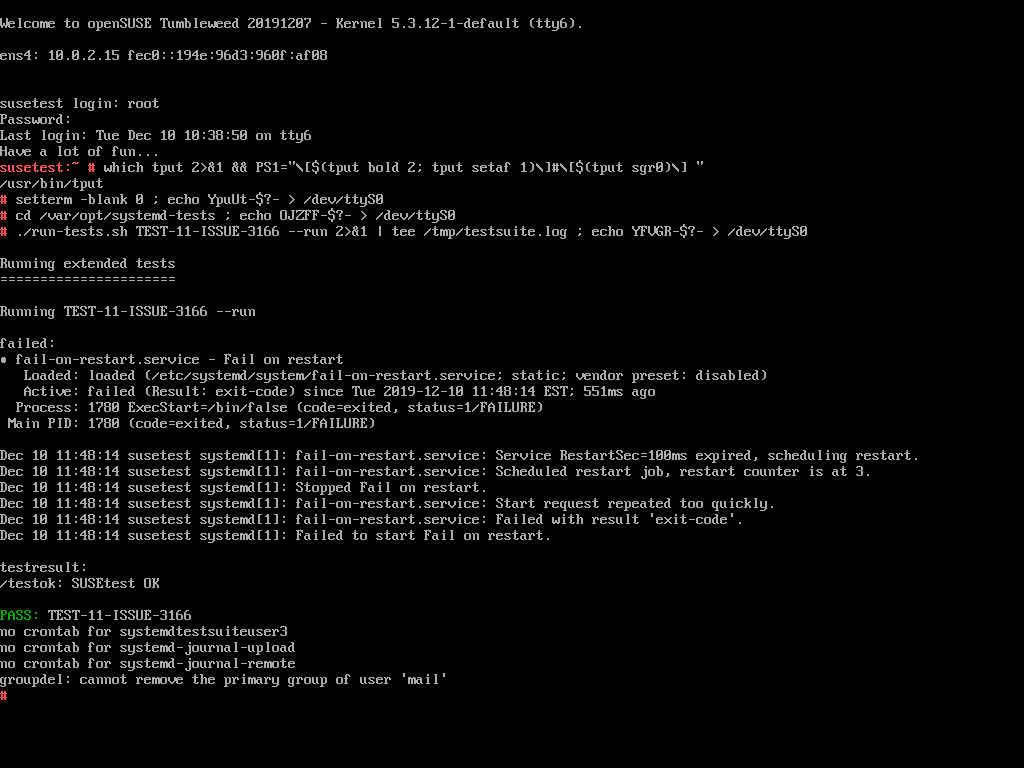 Welcome to openSUSE Tumbleweed 20191207 - Kernel 5.3.12-1-default (tty6).
ens4: 10.0.2.15 fec0::194e:96d3:960f:af08
susetest login: root
Password:
Last login: Tue Dec 10 10:38:50 on tty6
Have a lot of fun...
susetest:~ # which tput 2>&1 && PS1="\[$(tput bold 2; tput setaf 1)\]#\[$(tput sgr0)\] "
/usr/bin/tput
# setterm -blank 0 ; echo YpuUt-$?- > /dev/ttyS0
# cd /var/opt/systemd-tests ; echo OJZFF-$?- > /dev/ttyS0
# ./run-tests.sh TEST-11-ISSUE-3166 --run 2>&1 | tee /tmp/testsuite.log ; echo YFVGR-$?- > /dev/ttyS0
Running extended tests
======================
Running TEST-11-ISSUE-3166 --run
failed:
• fail-on-restart.service - Fail on restart
Loaded: loaded (/etc/systemd/system/fail-on-restart.service; static; vendor preset: disabled)
Active: failed (Result: exit-code) since Tue 2019-12-10 11:48:14 EST; 551ms ago
Process: 1780 ExecStart=/bin/false (code=exited, status=1/FAILURE)
Main PID: 1780 (code=exited, status=1/FAILURE)
Dec 10 11:48:14 susetest systemd[1]: fail-on-restart.service: Service RestartSec=100ms expired, scheduling restart.
Dec 10 11:48:14 susetest systemd[1]: fail-on-restart.service: Scheduled restart job, restart counter is at 3.
Dec 10 11:48:14 susetest systemd[1]: Stopped Fail on restart.
Dec 10 11:48:14 susetest systemd[1]: fail-on-restart.service: Start request repeated too quickly.
Dec 10 11:48:14 susetest systemd[1]: fail-on-restart.service: Failed with result 'exit-code'.
Dec 10 11:48:14 susetest systemd[1]: Failed to start Fail on restart.
testresult:
/testok: SUSEtest OK
PASS: TEST-11-ISSUE-3166
no crontab for systemdtestsuiteuser3
no crontab for systemd-journal-upload
no crontab for systemd-journal-remote
groupdel: cannot remove the primary group of user 'mail'
#